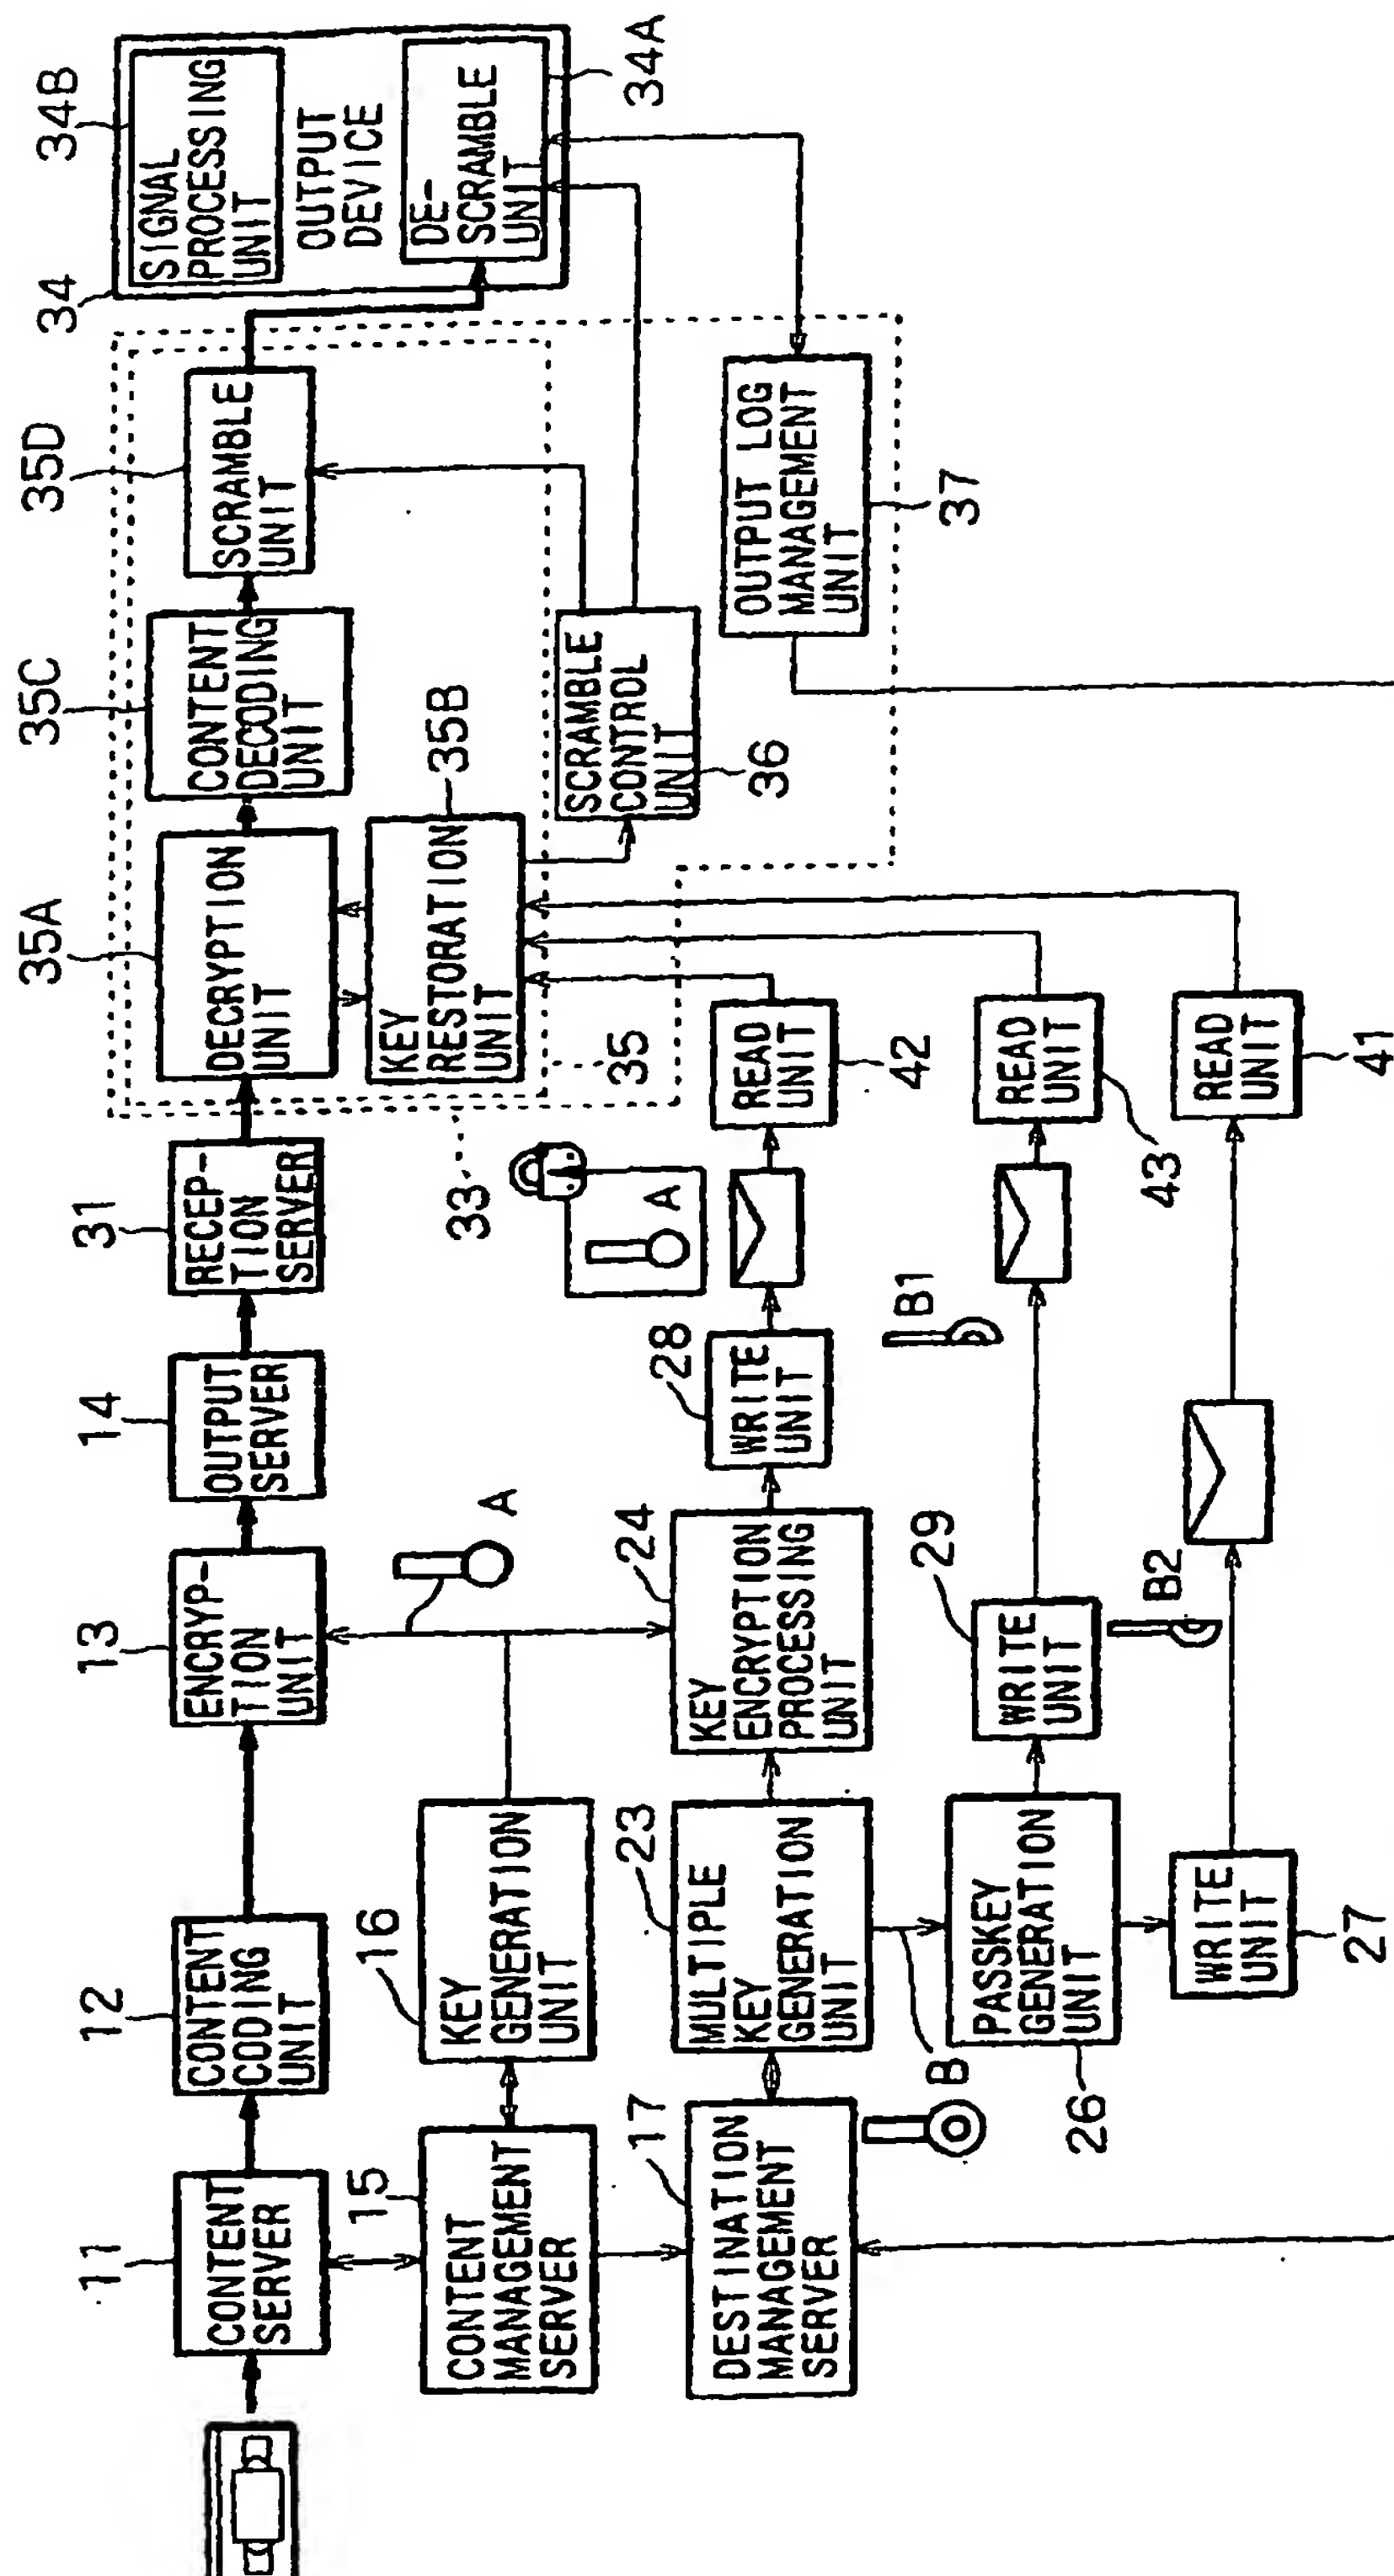 11
CONTENT
SERVER
12
CONTENT
CODING
UNIT
13
ENCRYP-
TION
UNIT
14
OUTPUT
SERVER
31
RECEP-
TION
SERVER
35A
DECRYPTION
UNIT
35C
CONTENT
DECODING
UNIT
35D
SCRAMBLE
UNIT
34
34B
SIGNAL
PROCESSING
UNIT
OUTPUT
DEVICE
DE-
SCRAMBLE
UNIT
34A
15
CONTENT
MANAGEMENT
SERVER
16
KEY
GENERATION
UNIT
A
33
A
KEY
RESTORATION
UNIT
35B
35
SCRAMBLE
CONTROL
UNIT
36
OUTPUT LOG
MANAGEMENT
UNIT
37
17
DESTINATION
MANAGEMENT
SERVER
23
MULTIPLE
KEY
GENERATION
UNIT
24
KEY
ENCRYPTION
PROCESSING
UNIT
28
WRITE
UNIT
READ
UNIT
42
B
PASSKEY
GENERATION
UNIT
26
29
WRITE
UNIT
B1
READ
UNIT
43
WRITE
UNIT
27
B2
READ
UNIT
41